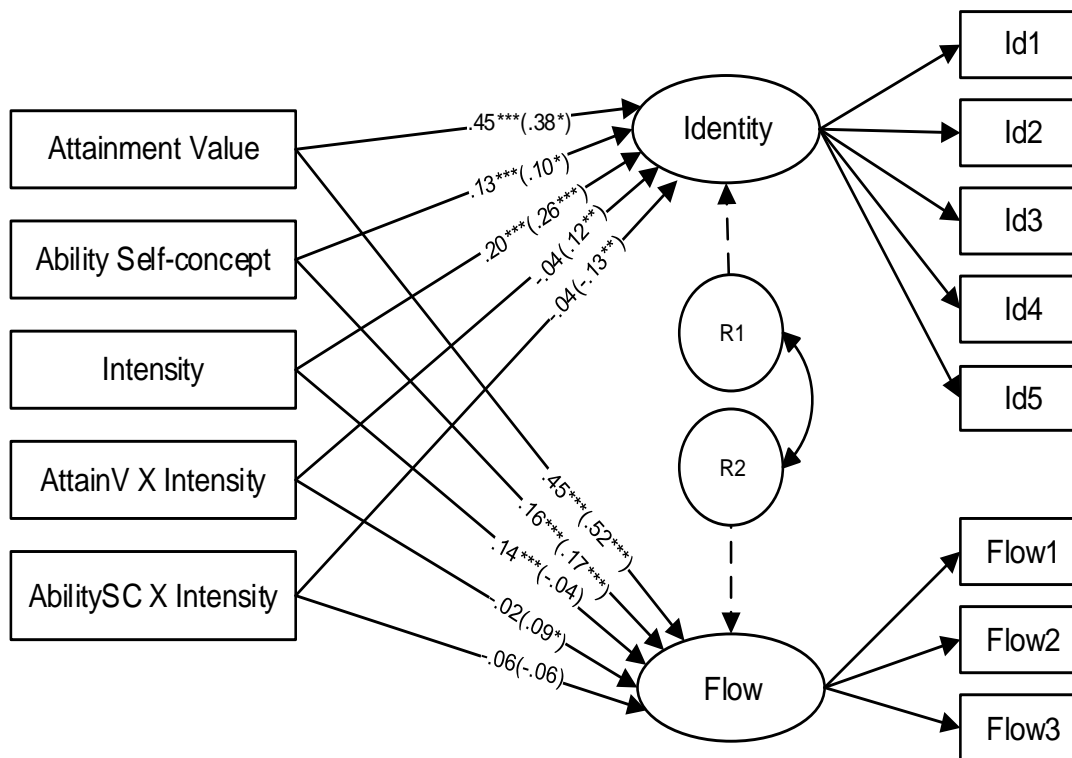 Attainment Value
Ability Self-concept
Intensity
AttainV X Intensity
AbilitySC X Intensity
.45***(.38*)
.13***(.10*)
.20***(.26***)
-.04(.12**)
-.04(-.13**)
.45***(.52***)
.16***(.17***)
.14***(-.04)
.02(.09*)
-.06(-.06)
Identity
R1
R2
Flow
Id1
Id2
Id3
Id4
Id5
Flow1
Flow2
Flow3